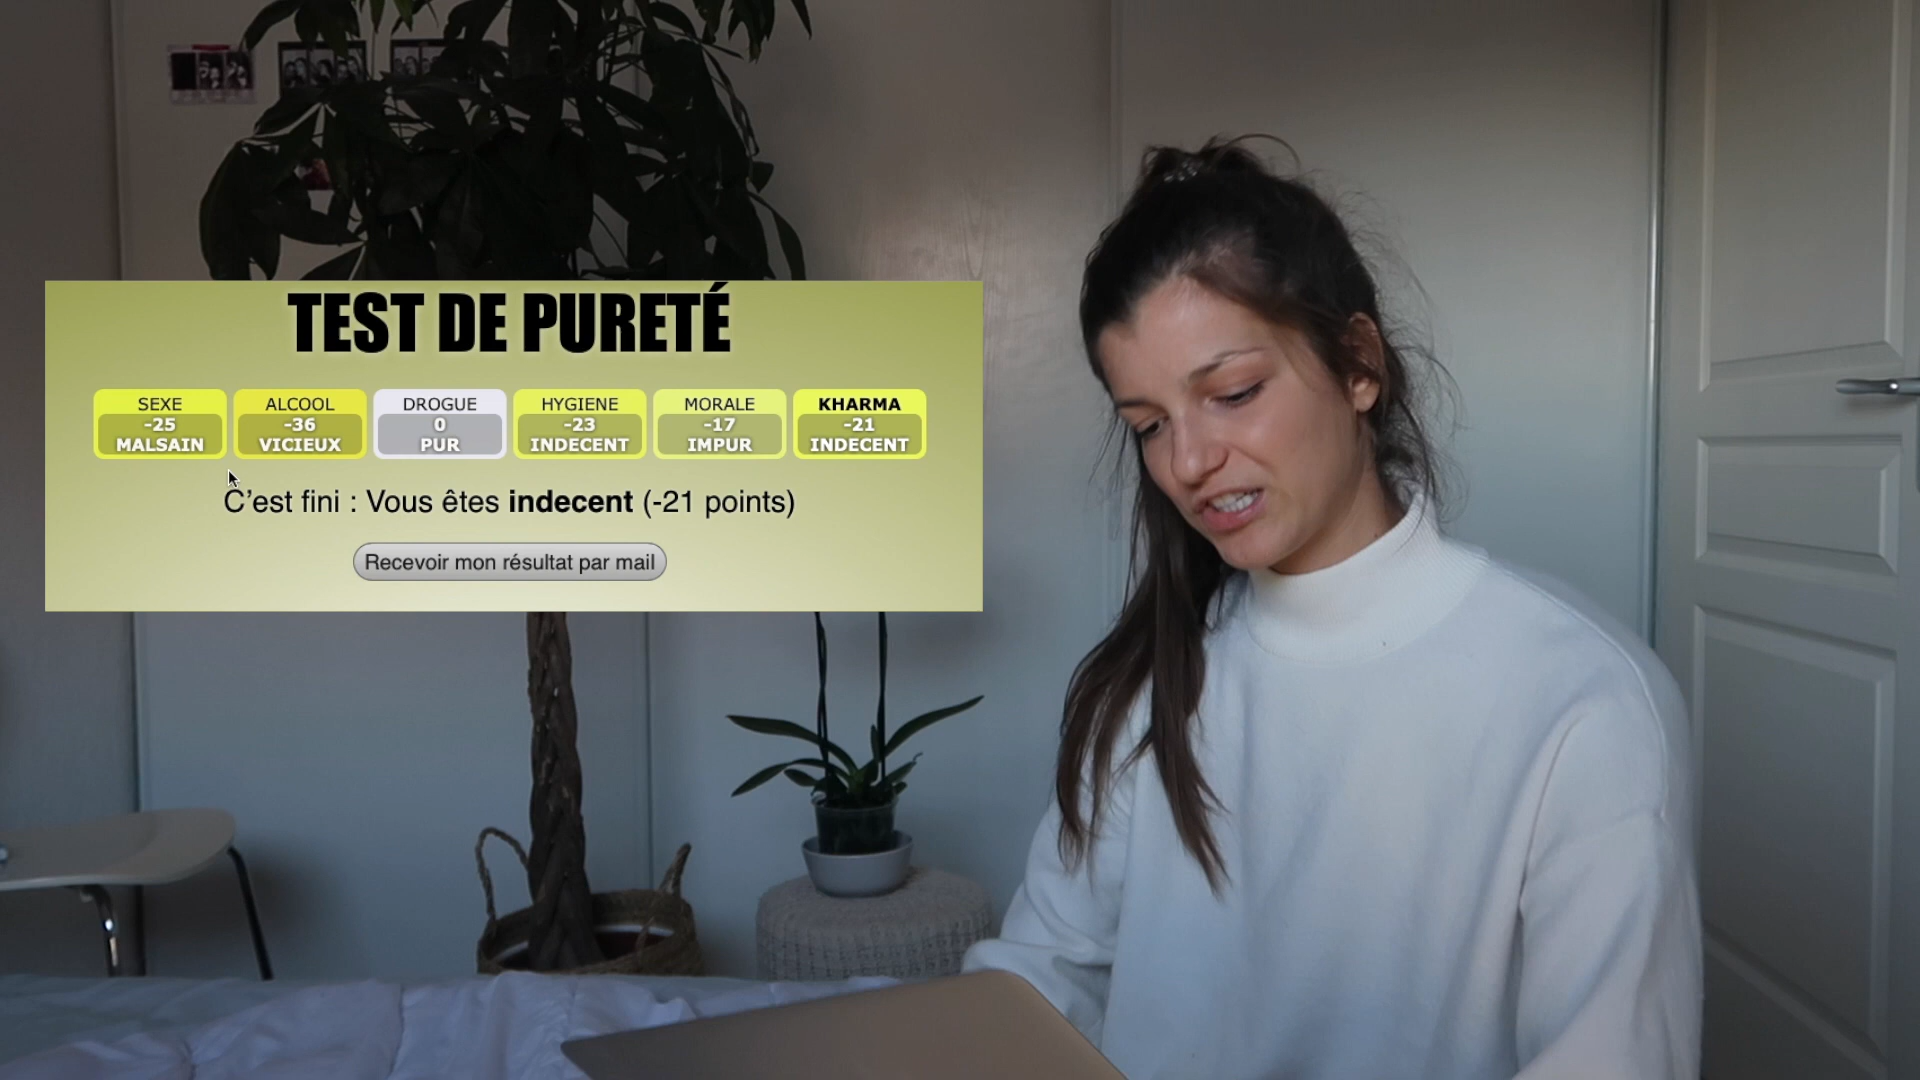 TEST DE PURETÉ
SEXE
-25
MALSAIN
ALCOOL
-36
VICIEUX
DROGUE
0
PUR
HYGIENE
-23
INDECENT
MORALE
-17
IMPUR
KHARMA
-21
INDECENT
C'est fini : Vous êtes indecent (-21 points)
Recevoir mon résultat par mail